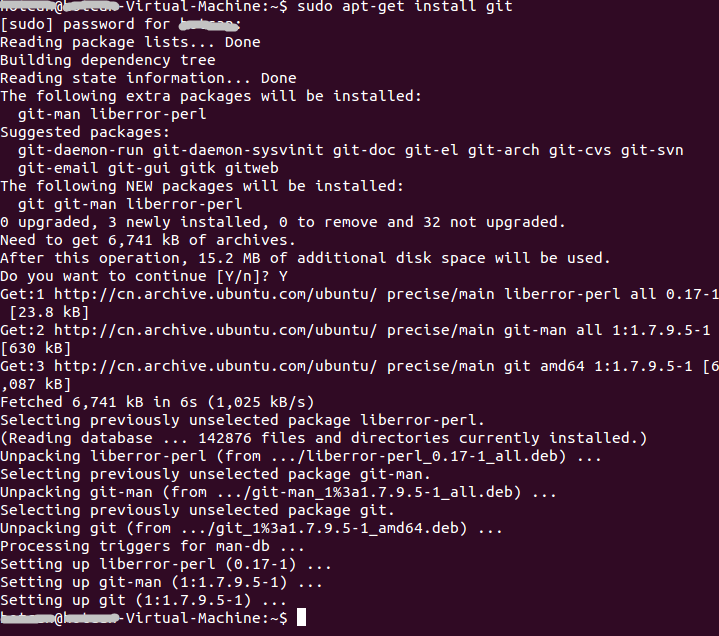 -Virtual-Machine:~$ sudo apt-get install git
[sudo] password for :
Reading package lists... Done
Building dependency tree
Reading state information... Done
The following extra packages will be installed:
  git-man liberror-perl
Suggested packages:
  git-daemon-run git-daemon-sysvinit git-doc git-el git-arch git-cvs git-svn
  git-email git-gui gitk gitweb
The following NEW packages will be installed:
  git git-man liberror-perl
0 upgraded, 3 newly installed, 0 to remove and 32 not upgraded.
Need to get 6,741 kB of archives.
After this operation, 15.2 MB of additional disk space will be used.
Do you want to continue [Y/n]? Y
Get:1 http://cn.archive.ubuntu.com/ubuntu/ precise/main liberror-perl all 0.17-1
 [23.8 kB]
Get:2 http://cn.archive.ubuntu.com/ubuntu/ precise/main git-man all 1:1.7.9.5-1
[630 kB]
Get:3 http://cn.archive.ubuntu.com/ubuntu/ precise/main git amd64 1:1.7.9.5-1 [6
,087 kB]
Fetched 6,741 kB in 6s (1,025 kB/s)
Selecting previously unselected package liberror-perl.
(Reading database ... 142876 files and directories currently installed.)
Unpacking liberror-perl (from .../liberror-perl_0.17-1_all.deb) ...
Selecting previously unselected package git-man.
Unpacking git-man (from .../git-man_1%3a1.7.9.5-1_all.deb) ...
Selecting previously unselected package git.
Unpacking git (from .../git_1%3a1.7.9.5-1_amd64.deb) ...
Processing triggers for man-db ...
Setting up liberror-perl (0.17-1) ...
Setting up git-man (1:1.7.9.5-1) ...
Setting up git (1:1.7.9.5-1) ...
@-Virtual-Machine:~$